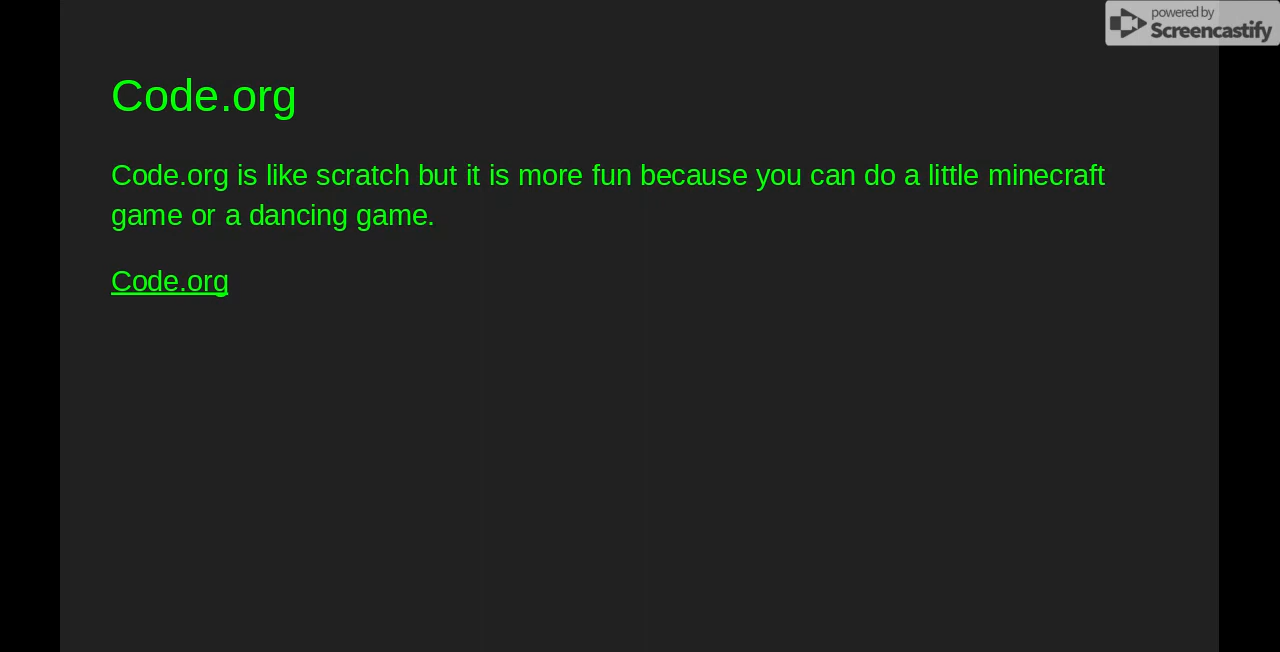 powered by
Screencastify
Code.org
Code.org is like scratch but it is more fun because you can do a little minecraft
game or a dancing game.
Code.org